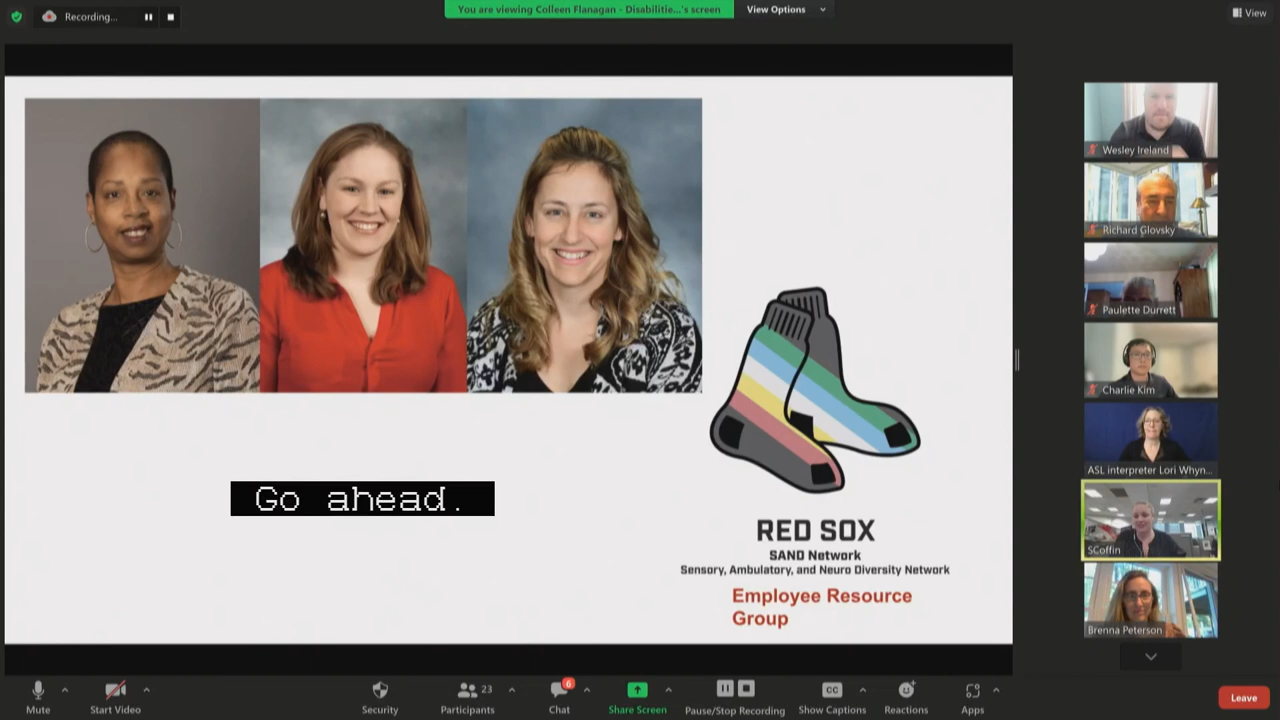 Recording...
You are viewing Colleen Flanagan - Disabilitie...'s screen
View Options
View
Wesley Ireland
Richard Glovsky
Paulette Durrett
Charlie Kim
ASL interpreter Lori Whyn...
SCoffin
Brenna Peterson
Go ahead.
RED SOX
SAND Network
Sensory, Ambulatory, and Neuro Diversity Network
Employee Resource
Group
Mute
Start Video
Security
23
Participants
6
Chat
Share Screen
Pause/Stop Recording
CC
Show Captions
Reactions
Apps
Leave